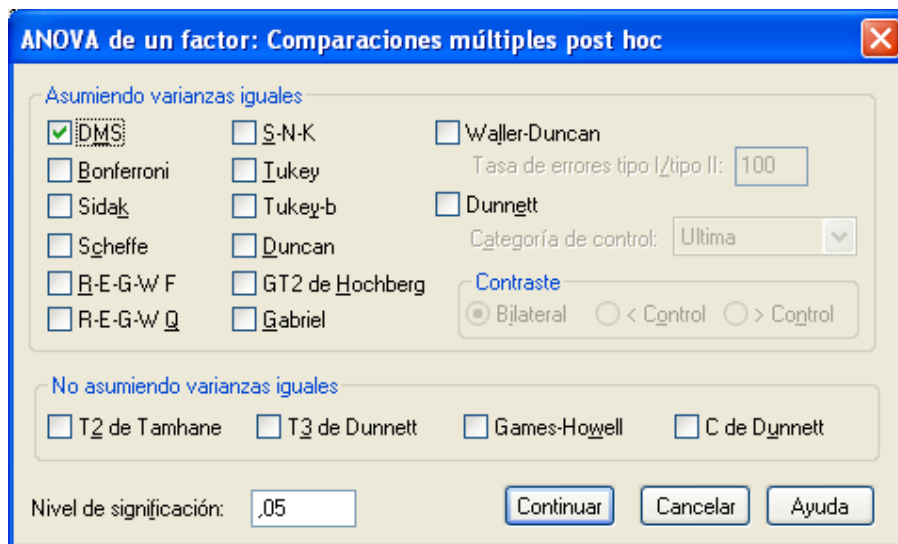 ANOVA de un factor: Comparaciones múltiples post hoc
Asumiendo varianzas iguales
DMS
S-N-K
Waller-Duncan
Bonferroni
Tukey
Tasa de errores tipo I/tipo II: 100
Sidak
Tukey-b
Dunnett
Scheffe
Duncan
Categoría de control: Ultima
R-E-G-W F
GT2 de Hochberg
Contraste
R-E-G-W Q
Gabriel
Bilateral
< Control
> Control
No asumiendo varianzas iguales
T2 de Tamhane
T3 de Dunnett
Games-Howell
C de Dunnett
Nivel de significación: ,05
Continuar
Cancelar
Ayuda